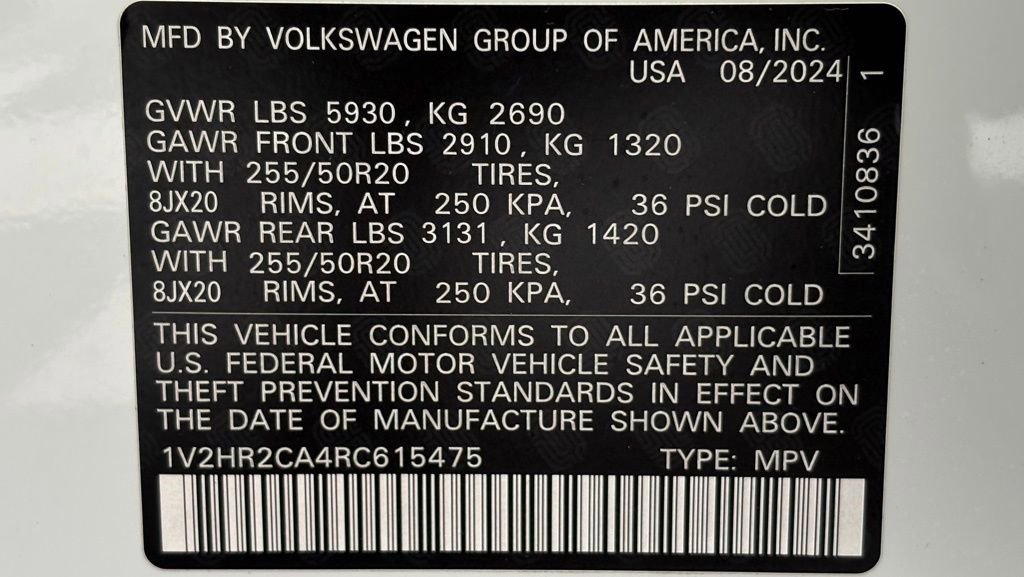 MFD BY VOLKSWAGEN GROUP OF AMERICA, INC.
USA 08/2024
GVWR LBS 5930, KG 2690
GAWR FRONT LBS 2910, KG 1320
WITH 255/50R20 TIRES,
8JX20 RIMS, AT 250 KPA, 36 PSI COLD
GAWR REAR LBS 3131, KG 1420
WITH 255/50R20 TIRES,
8JX20 RIMS, AT 250 KPA, 36 PSI COLD
3410836 1
THIS VEHICLE CONFORMS TO ALL APPLICABLE
U.S. FEDERAL MOTOR VEHICLE SAFETY AND
THEFT PREVENTION STANDARDS IN EFFECT ON
THE DATE OF MANUFACTURE SHOWN ABOVE.
1V2HR2CA4RC615475 TYPE: MPV